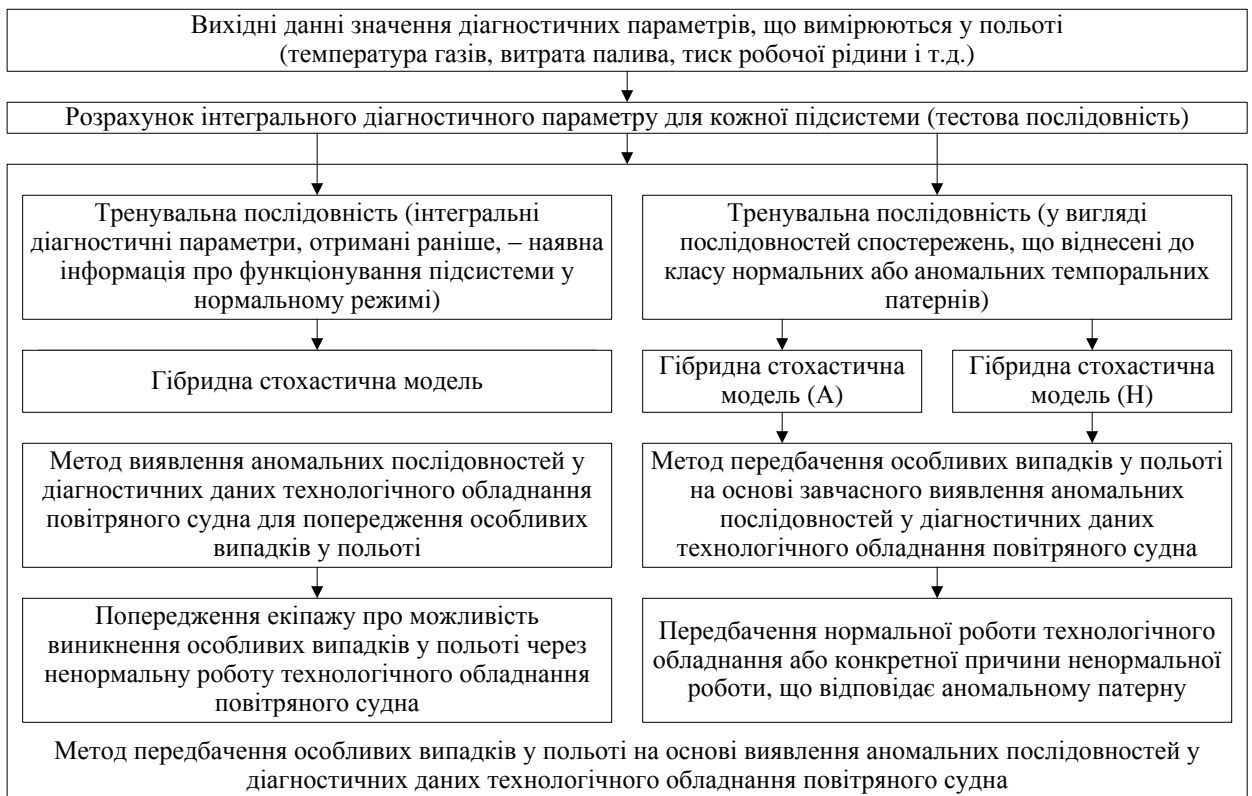 Вихідні данні значення діагностичних параметрів, що вимірюються у польоті
(температура газів, витрата палива, тиск робочої рідини і т.д.)
Розрахунок інтегрального діагностичного параметру для кожної підсистеми (тестова послідовність)
Тренувальна послідовність (інтегральні
діагностичні параметри, отримані раніше, – наявна
інформація про функціонування підсистеми у
нормальному режимі)
Тренувальна послідовність (у вигляді
послідовностей спостережень, що віднесені до
класу нормальних або аномальних темпоральних
патернів)
Гібридна стохастична модель
Гібридна стохастична
модель (А)
Гібридна стохастична
модель (Н)
Метод виявлення аномальних послідовностей у
діагностичних даних технологічного обладнання
повітряного судна для попередження особливих
випадків у польоті
Метод передбачення особливих випадків у польоті
на основі завчасного виявлення аномальних
послідовностей у діагностичних даних
технологічного обладнання повітряного судна
Попередження екіпажу про можливість
виникнення особливих випадків у польоті через
ненормальну роботу технологічного обладнання
повітряного судна
Передбачення нормальної роботи технологічного
обладнання або конкретної причини ненормальної
роботи, що відповідає аномальному патерну
Метод передбачення особливих випадків у польоті на основі виявлення аномальних послідовностей у
діагностичних даних технологічного обладнання повітряного судна